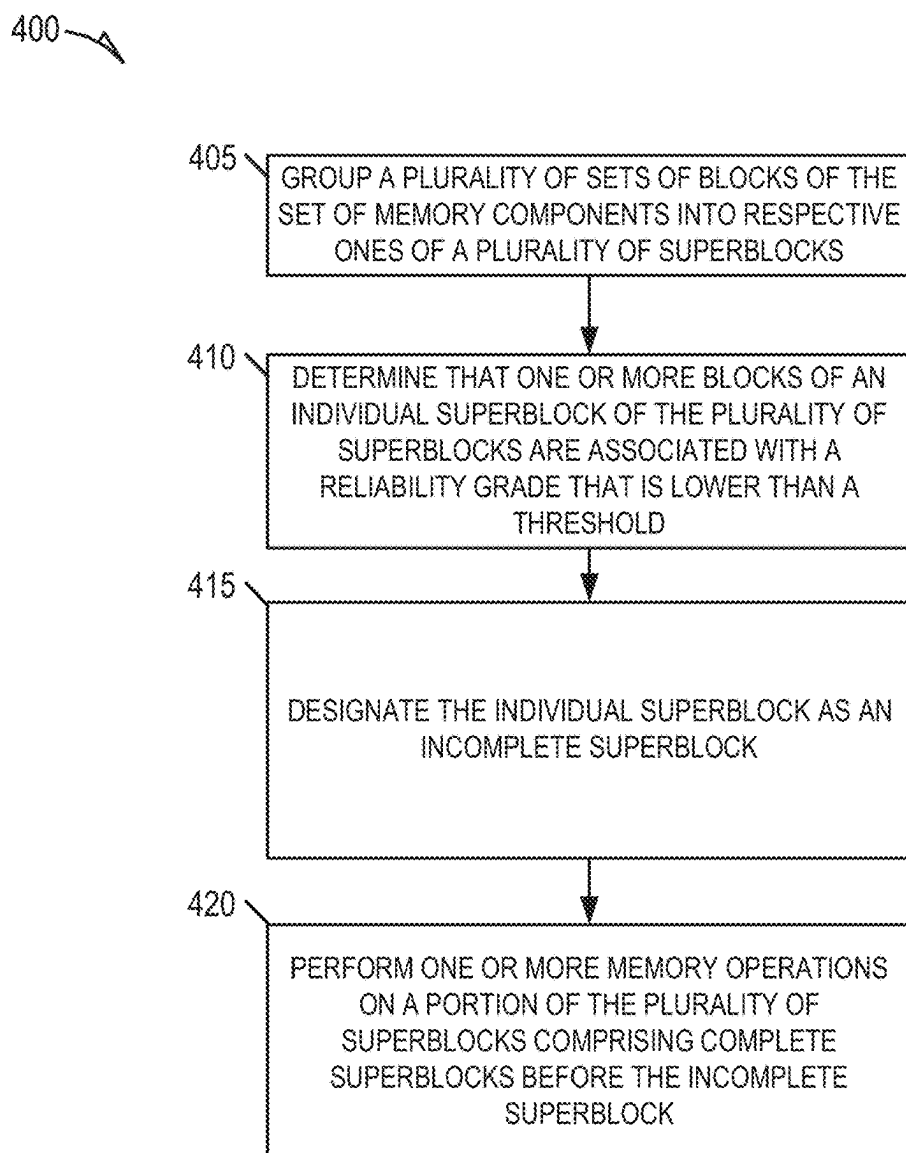 400
405
GROUP A PLURALITY OF SETS OF BLOCKS OF THE
SET OF MEMORY COMPONENTS INTO RESPECTIVE
ONES OF A PLURALITY OF SUPERBLOCKS
410
DETERMINE THAT ONE OR MORE BLOCKS OF AN
INDIVIDUAL SUPERBLOCK OF THE PLURALITY OF
SUPERBLOCKS ARE ASSOCIATED WITH A
RELIABILITY GRADE THAT IS LOWER THAN A
THRESHOLD
415
DESIGNATE THE INDIVIDUAL SUPERBLOCK AS AN
INCOMPLETE SUPERBLOCK
420
PERFORM ONE OR MORE MEMORY OPERATIONS
ON A PORTION OF THE PLURALITY OF
SUPERBLOCKS COMPRISING COMPLETE
SUPERBLOCKS BEFORE THE INCOMPLETE
SUPERBLOCK